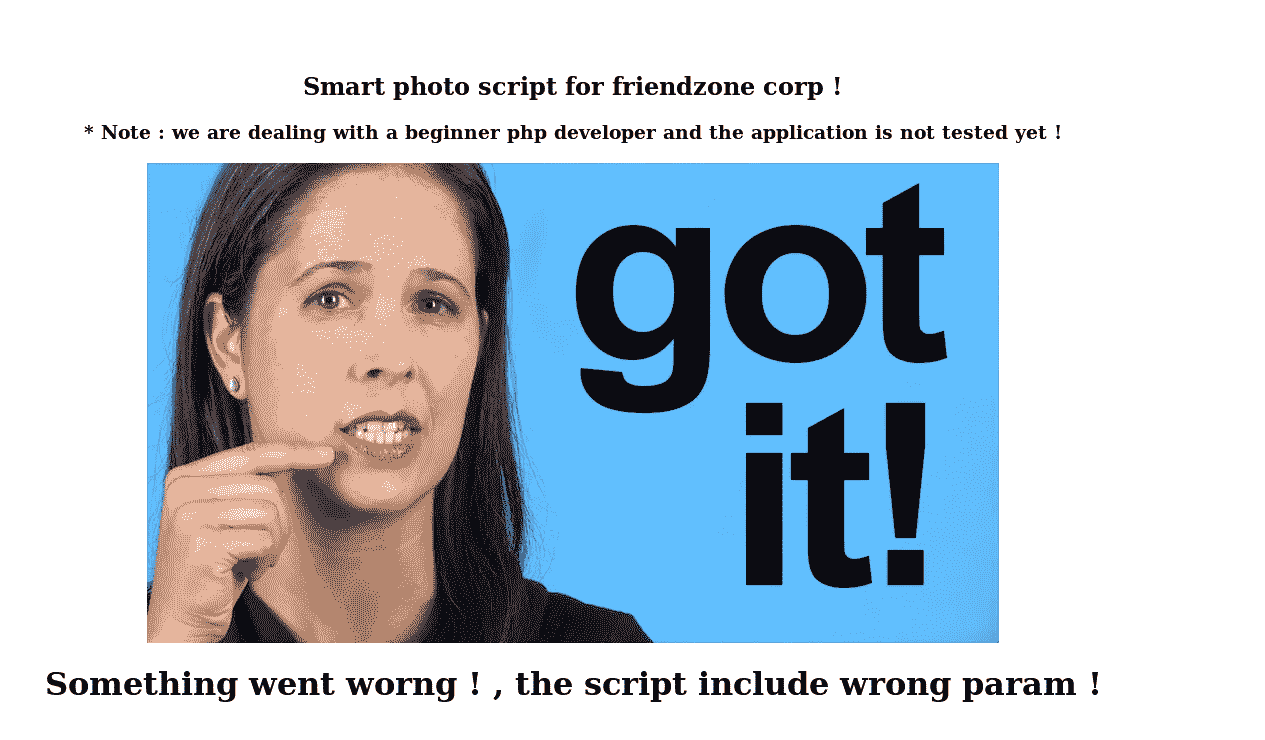 Smart photo script for friendzone corp !
* Note : we are dealing with a beginner php developer and the application is not tested yet !
got
it!
Something went worng ! , the script include wrong param !